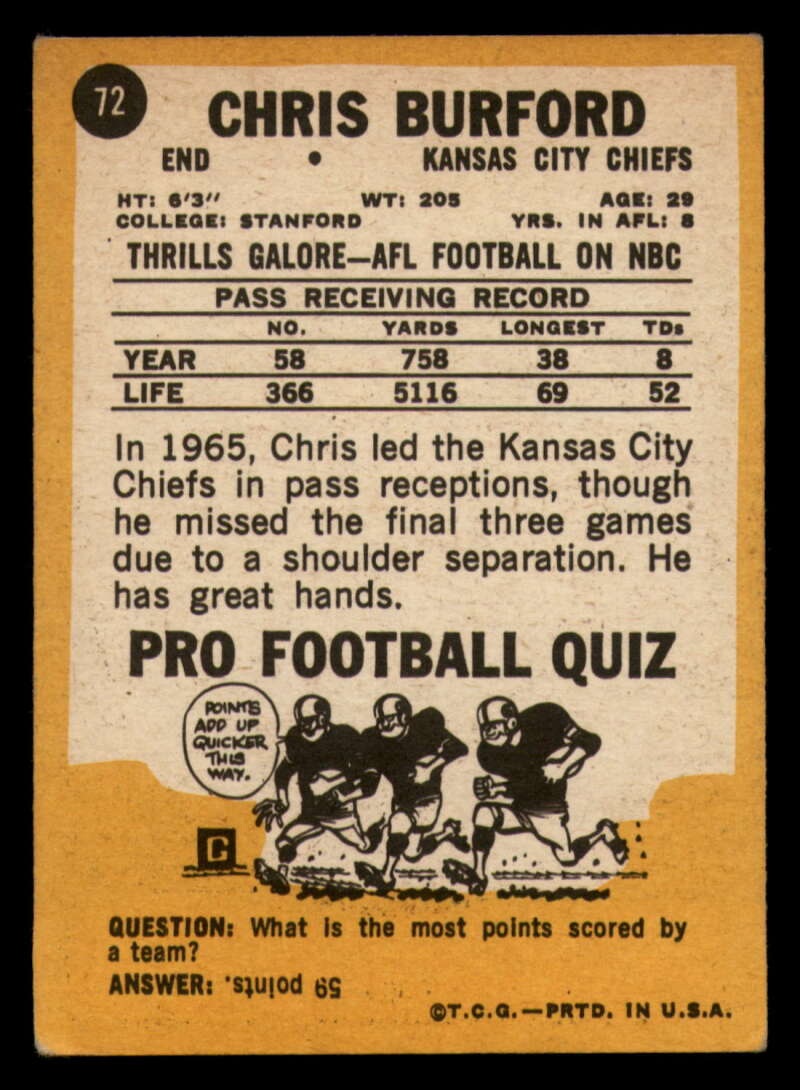 72
CHRIS BURFORD
END • KANSAS CITY CHIEFS
HT: 6'3" WT: 205 AGE: 29
COLLEGE: STANFORD YRS. IN AFL: 8
THRILLS GALORE—AFL FOOTBALL ON NBC
PASS RECEIVING RECORD
NO. YARDS LONGEST TDs
YEAR 58 758 38 8
LIFE 366 5116 69 52
In 1965, Chris led the Kansas City
Chiefs in pass receptions, though
he missed the final three games
due to a shoulder separation. He
has great hands.
PRO FOOTBALL QUIZ
POINTS
ADD UP
QUICKER
THIS
WAY.
G
QUESTION: What is the most points scored by
a team?
ANSWER: 59 points.
©T.C.G.—PRTD. IN U.S.A.